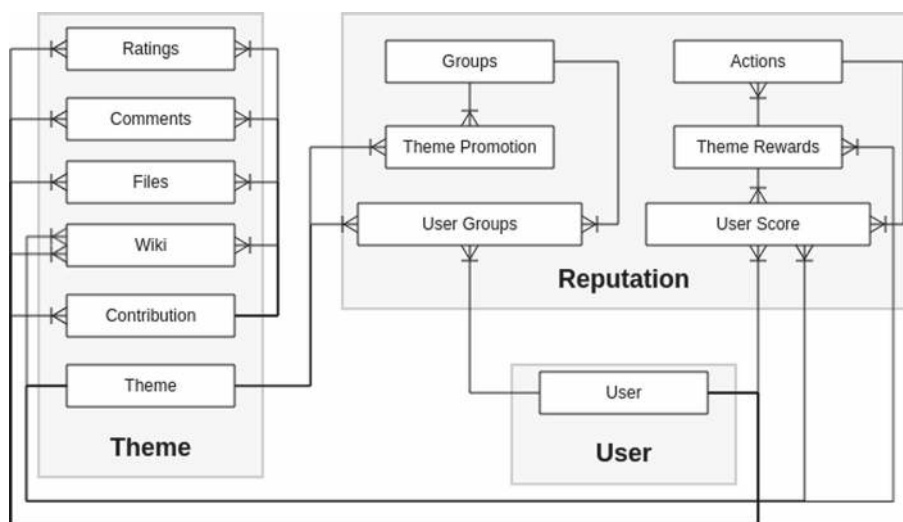 Ratings
Comments
Files
Wiki
Contribution
Theme
Theme
Groups
Actions
Theme Promotion
Theme Rewards
User Groups
User Score
Reputation
User
User